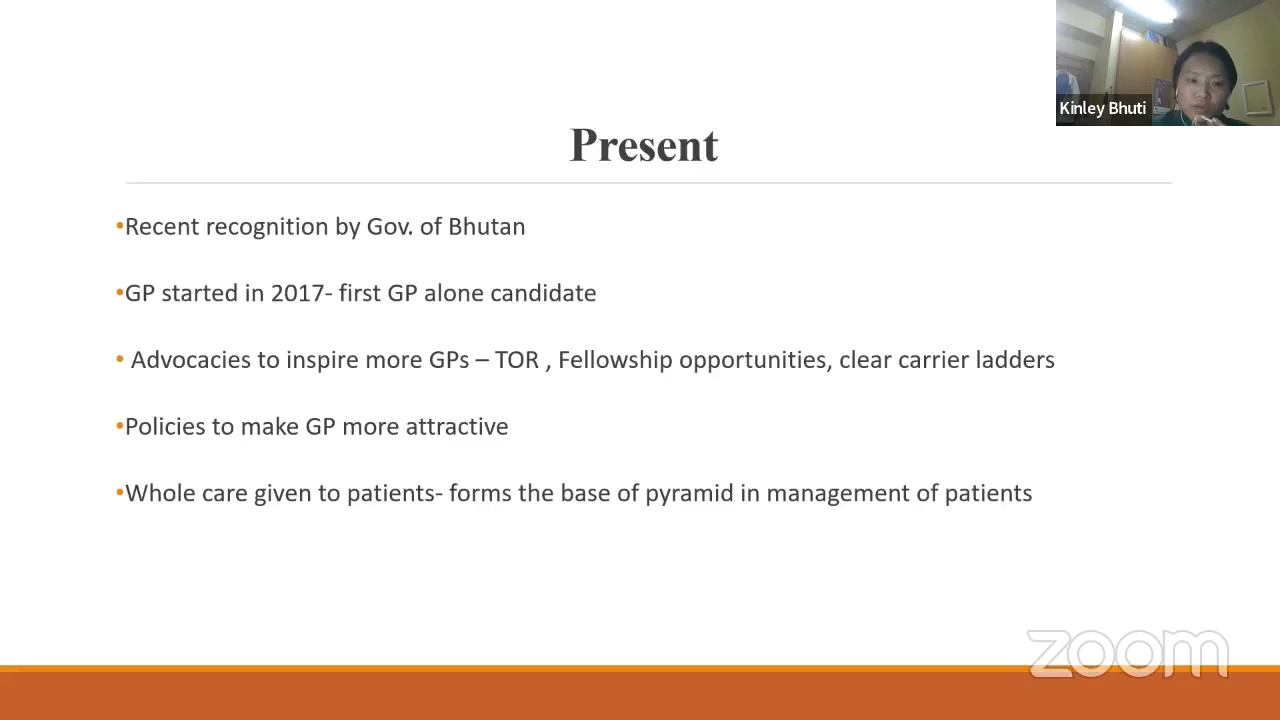 Kinley Bhuti
Present
•Recent recognition by Gov. of Bhutan
•GP started in 2017- first GP alone candidate
• Advocacies to inspire more GPs – TOR , Fellowship opportunities, clear carrier ladders
•Policies to make GP more attractive
•Whole care given to patients- forms the base of pyramid in management of patients
zoom